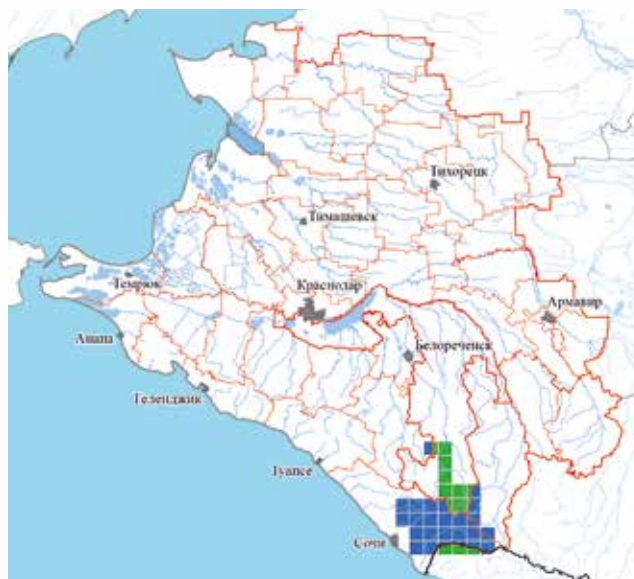 Тихорецк
Тимашевск
Темрюк
Краснодар
Армавир
Анапа
Белореченск
Геленджик
Туапсе
Сочи